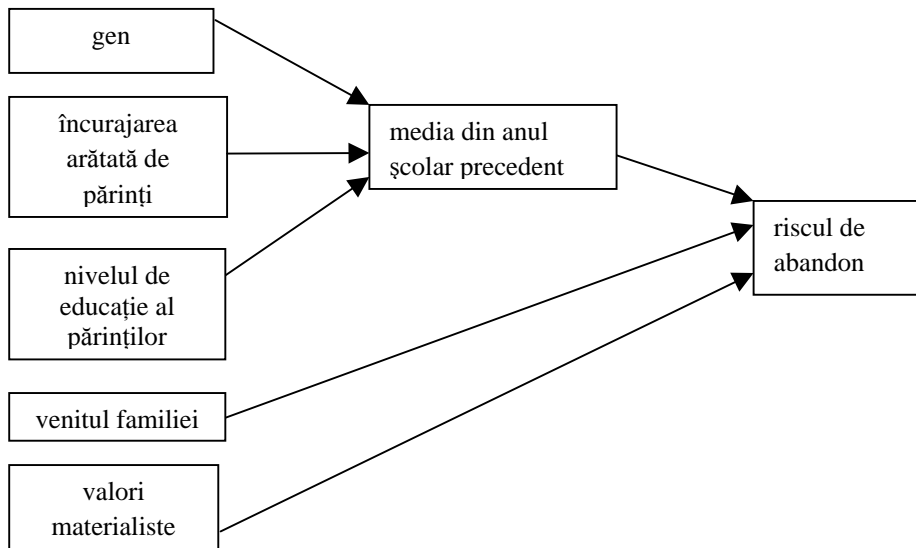 gen
încurajarea
arătată de
părinți
nivelul de
educație al
părinților
venitul familiei
valori
materialiste
media din anul
şcolar precedent
riscul de
abandon